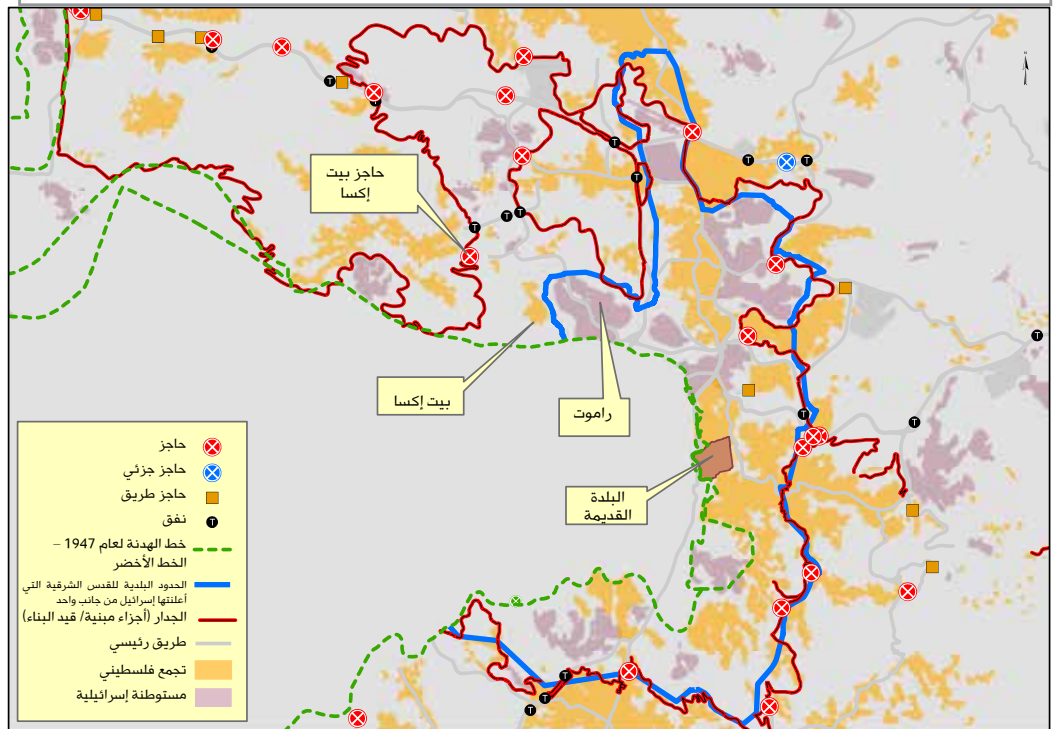 حاجز بيت
إكسا
بيت إكسا
راموت
البلدة
القديمة
حاجز
حاجز جزئي
حاجز طريق
نفق
خط الهدنة لعام 1947 –
الخط الأخضر
الحدود البلدية للقدس الشرقية التي
أعلنتها إسرائيل من جانب واحد
الجدار (أجزاء مبنية/ قيد البناء)
طريق رئيسي
تجمع فلسطيني
مستوطنة إسرائيلية